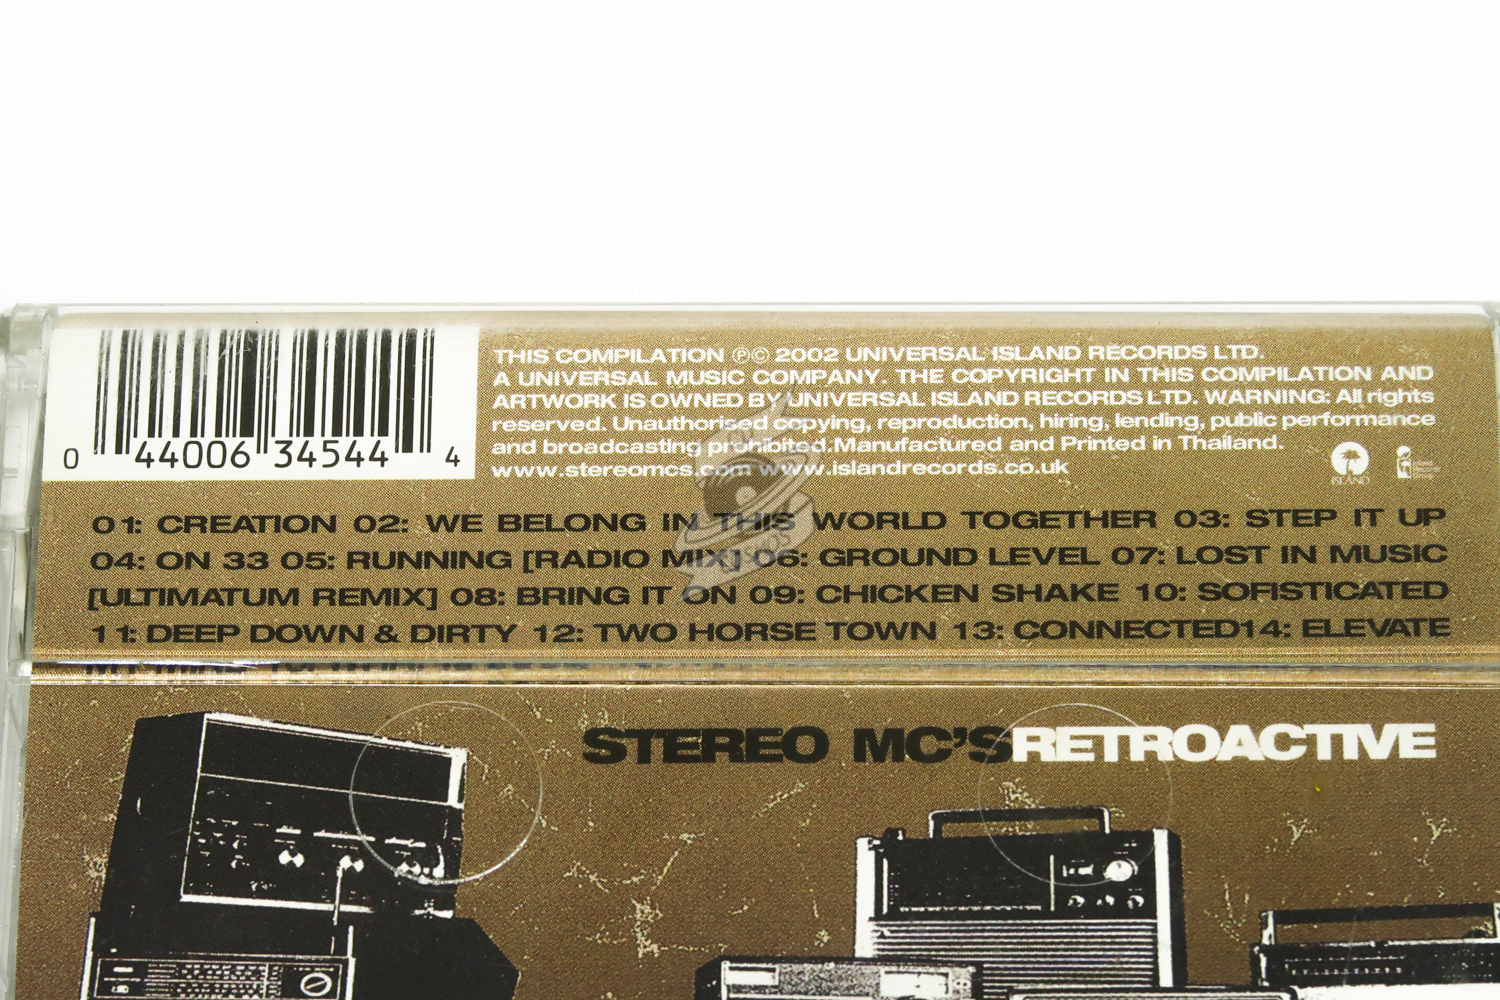 THIS COMPILATION ℗© 2002 UNIVERSAL ISLAND RECORDS LTD.
A UNIVERSAL MUSIC COMPANY. THE COPYRIGHT IN THIS COMPILATION AND
ARTWORK IS OWNED BY UNIVERSAL ISLAND RECORDS LTD. WARNING: All rights
reserved. Unauthorised copying, reproduction, hiring, lending, public performance
and broadcasting prohibited. Manufactured and Printed in Thailand.
www.stereomcs.com www.islandrecords.co.uk
ISLAND
0 44006 34544 4
01: CREATION 02: WE BELONG IN THIS WORLD TOGETHER 03: STEP IT UP
04: ON 33 05: RUNNING [RADIO MIX] 06: GROUND LEVEL 07: LOST IN MUSIC
[ULTIMATUM REMIX] 08: BRING IT ON 09: CHICKEN SHAKE 10: SOFISTICATED
11: DEEP DOWN & DIRTY 12: TWO HORSE TOWN 13: CONNECTED 14: ELEVATE
STEREO MC'S RETROACTIVE